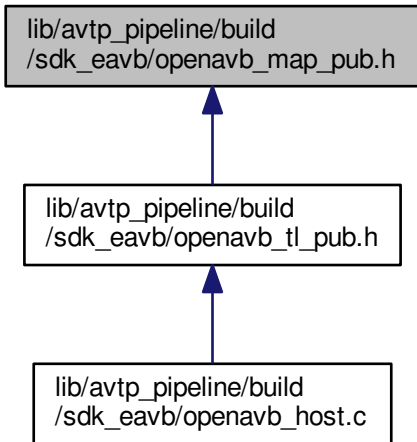 lib/avtp_pipeline/build
/sdk_eavb/openavb_map_pub.h
lib/avtp_pipeline/build
/sdk_eavb/openavb_tl_pub.h
lib/avtp_pipeline/build
/sdk_eavb/openavb_host.c